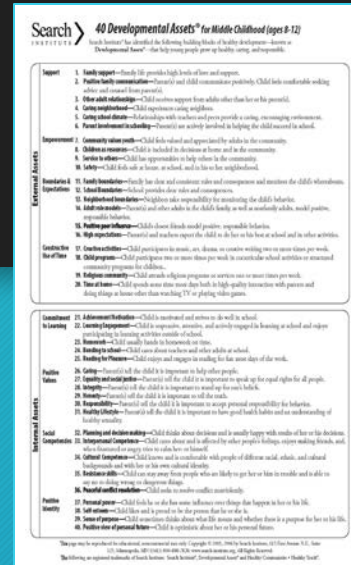 Search
INSTITUTE
40 Developmental Assets® for Middle Childhood (ages 8-12)
Search Institute® has identified the following building blocks of healthy development—known as
Developmental Assets®—that help young people grow up healthy, caring, and responsible.
External Assets
Support
1. Family support—Family life provides high levels of love and support.
2. Positive family communication—Parent(s) and child communicate positively. Child feels comfortable seeking
advice and counsel from parent(s).
3. Other adult relationships—Child receives support from adults other than her or his parent(s).
4. Caring neighborhood—Child experiences caring neighbors.
5. Caring school climate—Relationships with teachers and peers provide a caring, encouraging environment.
6. Parent involvement in schooling—Parent(s) are actively involved in helping the child succeed in school.
Empowerment
7. Community values youth—Child feels valued and appreciated by adults in the community.
8. Children as resources—Child is included in decisions at home and in the community.
9. Service to others—Child has opportunities to help others in the community.
10. Safety—Child feels safe at home, at school, and in his or her neighborhood.
Boundaries &
Expectations
11. Family boundaries—Family has clear and consistent rules and consequences and monitors the child's whereabouts.
12. School Boundaries—School provides clear rules and consequences.
13. Neighborhood boundaries—Neighbors take responsibility for monitoring the child's behavior.
14. Adult role models—Parent(s) and other adults in the child's family, as well as nonfamily adults, model positive,
responsible behavior.
15. Positive peer influence—Child's closest friends model positive, responsible behavior.
16. High expectations—Parent(s) and teachers expect the child to do her or his best at school and in other activities.
Constructive
Use of Time
17. Creative activities—Child participates in music, art, drama, or creative writing two or more times per week.
18. Child programs—Child participates two or more times per week in cocurricular school activities or structured
community programs for children.
19. Religious community—Child attends religious programs or services one or more times per week.
20. Time at home—Child spends some time most days both in high-quality interaction with parents and
doing things at home other than watching TV or playing video games.
Internal Assets
Commitment
to Learning
21. Achievement Motivation—Child is motivated and strives to do well in school.
22. Learning Engagement—Child is responsive, attentive, and actively engaged in learning at school and enjoys
participating in learning activities outside of school.
23. Homework—Child usually hands in homework on time.
24. Bonding to school—Child cares about teachers and other adults at school.
25. Reading for Pleasure—Child enjoys and engages in reading for fun most days of the week.
Positive
Values
26. Caring—Parent(s) tell the child it is important to help other people.
27. Equality and social justice—Parent(s) tell the child it is important to speak up for equal rights for all people.
28. Integrity—Parent(s) tell the child it is important to stand up for one's beliefs.
29. Honesty—Parent(s) tell the child it is important to tell the truth.
30. Responsibility—Parent(s) tell the child it is important to accept personal responsibility for behavior.
31. Healthy Lifestyle—Parent(s) tell the child it is important to have good health habits and an understanding of
healthy sexuality.
Social
Competencies
32. Planning and decision making—Child thinks about decisions and is usually happy with results of her or his decisions.
33. Interpersonal Competence—Child cares about and is affected by other people's feelings, enjoys making friends, and,
when frustrated or angry, tries to calm her- or himself.
34. Cultural Competence—Child knows and is comfortable with people of different racial, ethnic, and cultural
backgrounds and with her or his own cultural identity.
35. Resistance skills—Child can stay away from people who are likely to get her or him in trouble and is able to
say no to doing wrong or dangerous things.
36. Peaceful conflict resolution—Child seeks to resolve conflict nonviolently.
Positive
Identity
37. Personal power—Child feels he or she has some influence over things that happen in her or his life.
38. Self-esteem—Child likes and is proud to be the person that he or she is.
39. Sense of purpose—Child sometimes thinks about what life means and whether there is a purpose for her or his life.
40. Positive view of personal future—Child is optimistic about her or his personal future.